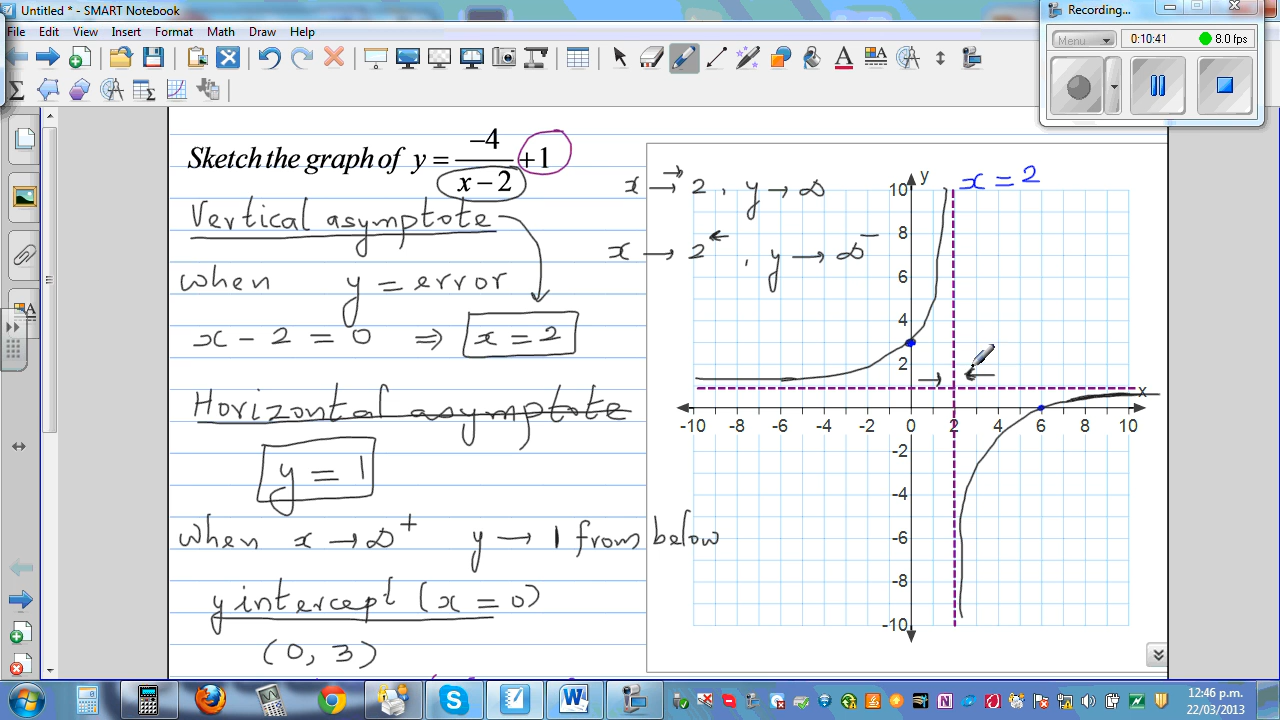 Untitled * - SMART Notebook
File Edit View Insert Format Math Draw Help
Recording...
Menu 0:10:41 8.0 fps
Sketch the graph of y = -4/(x-2) +1
Vertical asymptote
when y = error
x - 2 = 0 ⇒ x = 2
Horizontal asymptote
y = 1
when x → ∞⁺ y → 1 from below
y intercept (x = 0)
(0, 3)
x → 2, y → ∞
x → 2 ←, y → ∞⁻
x = 2
y
10
8
6
4
2
x
-10 -8 -6 -4 -2 0 2 4 6 8 10
-2
-4
-6
-8
-10
12:46 p.m.
22/03/2013